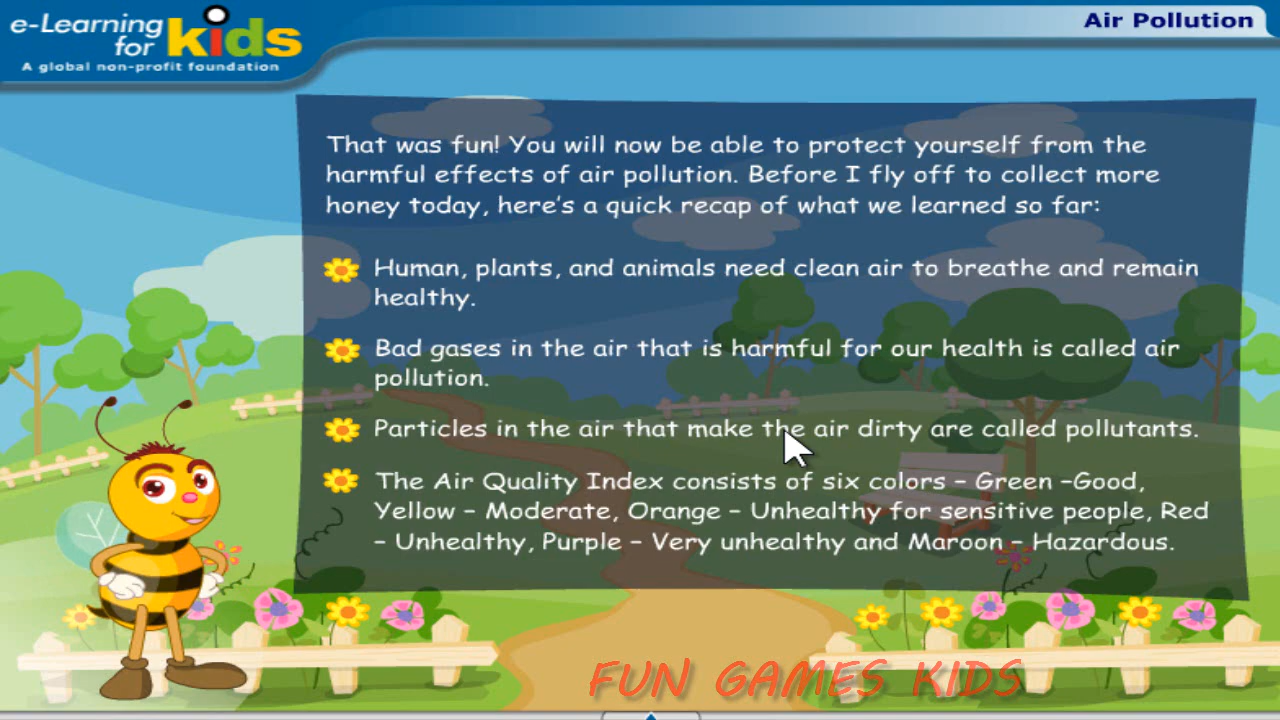 e-Learning
for kids
A global non-profit foundation
Air Pollution
That was fun! You will now be able to protect yourself from the
harmful effects of air pollution. Before I fly off to collect more
honey today, here's a quick recap of what we learned so far:
Human, plants, and animals need clean air to breathe and remain
healthy.
Bad gases in the air that is harmful for our health is called air
pollution.
Particles in the air that make the air dirty are called pollutants.
The Air Quality Index consists of six colors – Green –Good,
Yellow – Moderate, Orange – Unhealthy for sensitive people, Red
– Unhealthy, Purple – Very unhealthy and Maroon – Hazardous.
FUN GAMES KIDS